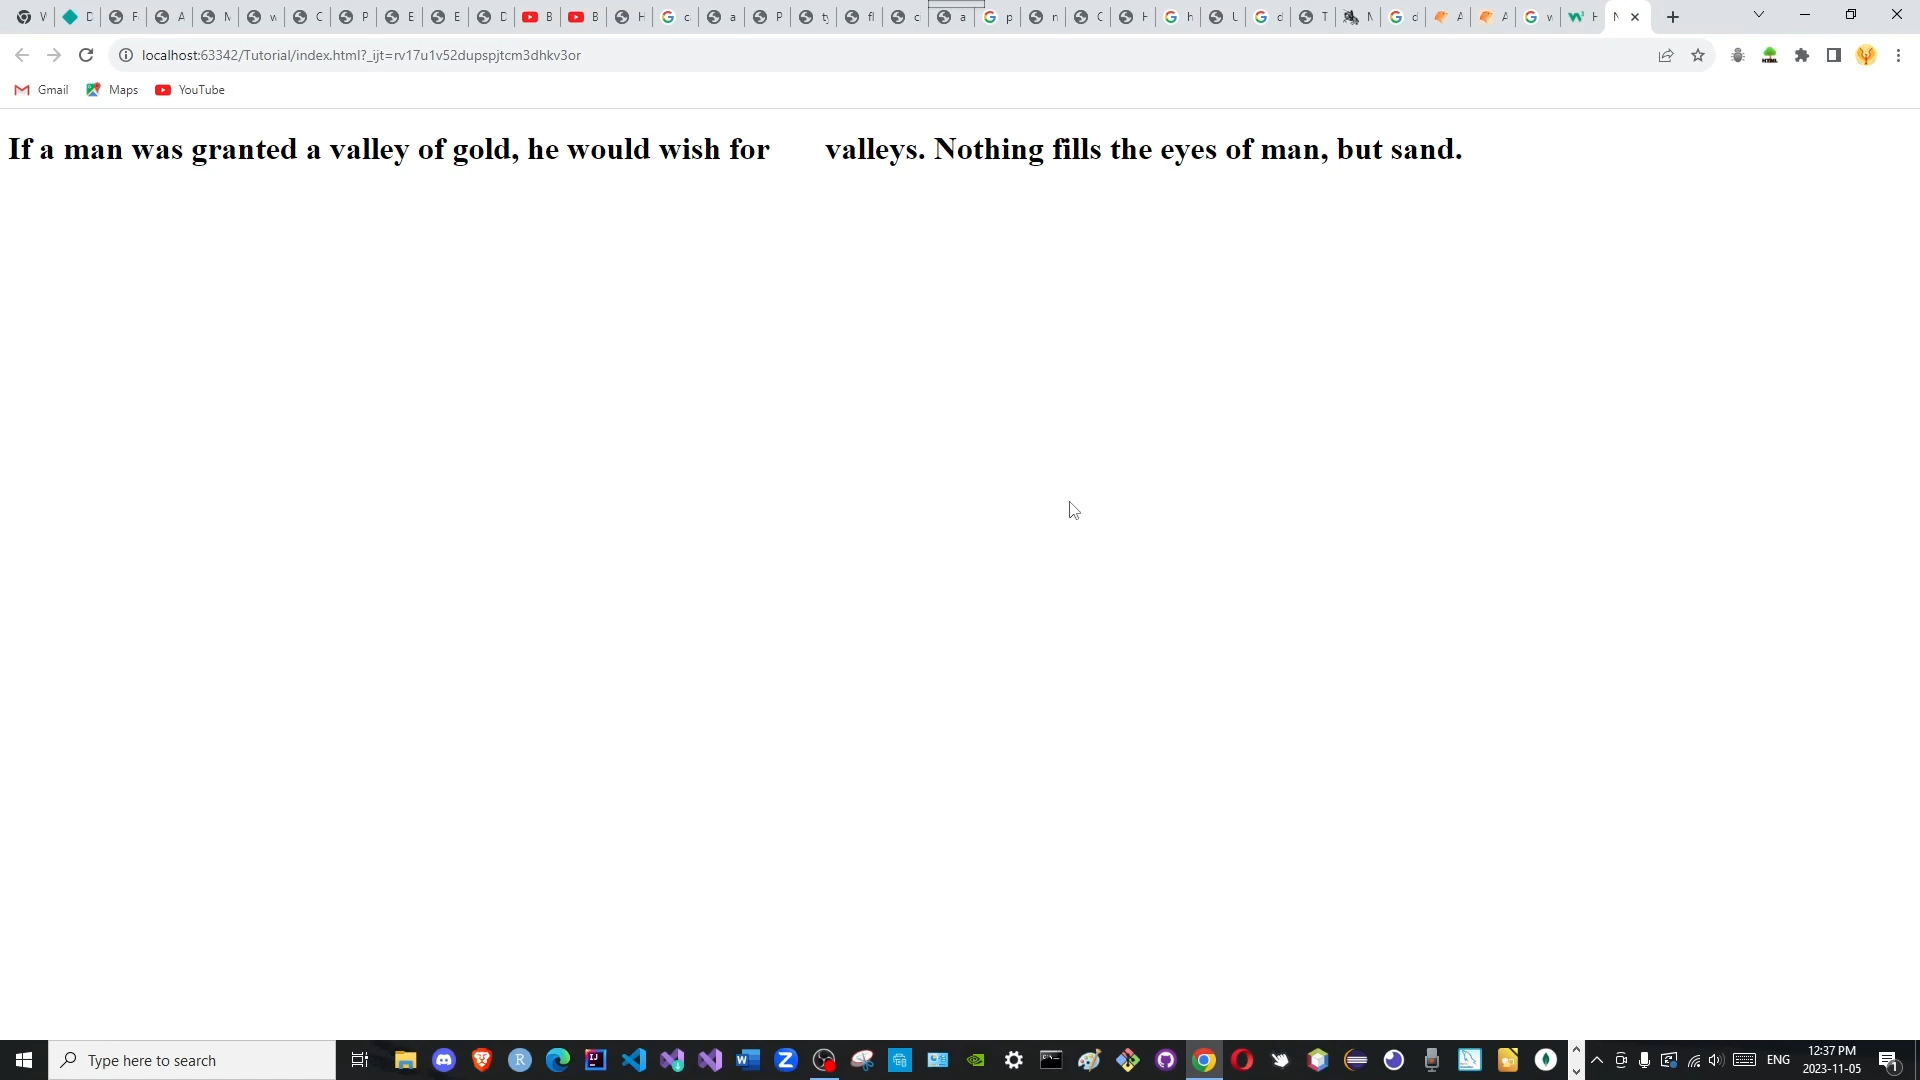 localhost:63342/Tutorial/index.html?_ijt=rv17u1v52dupspjtcm3dhkv3or
Gmail Maps YouTube
If a man was granted a valley of gold, he would wish for valleys. Nothing fills the eyes of man, but sand.
Type here to search
ENG
12:37 PM
2023-11-05
1